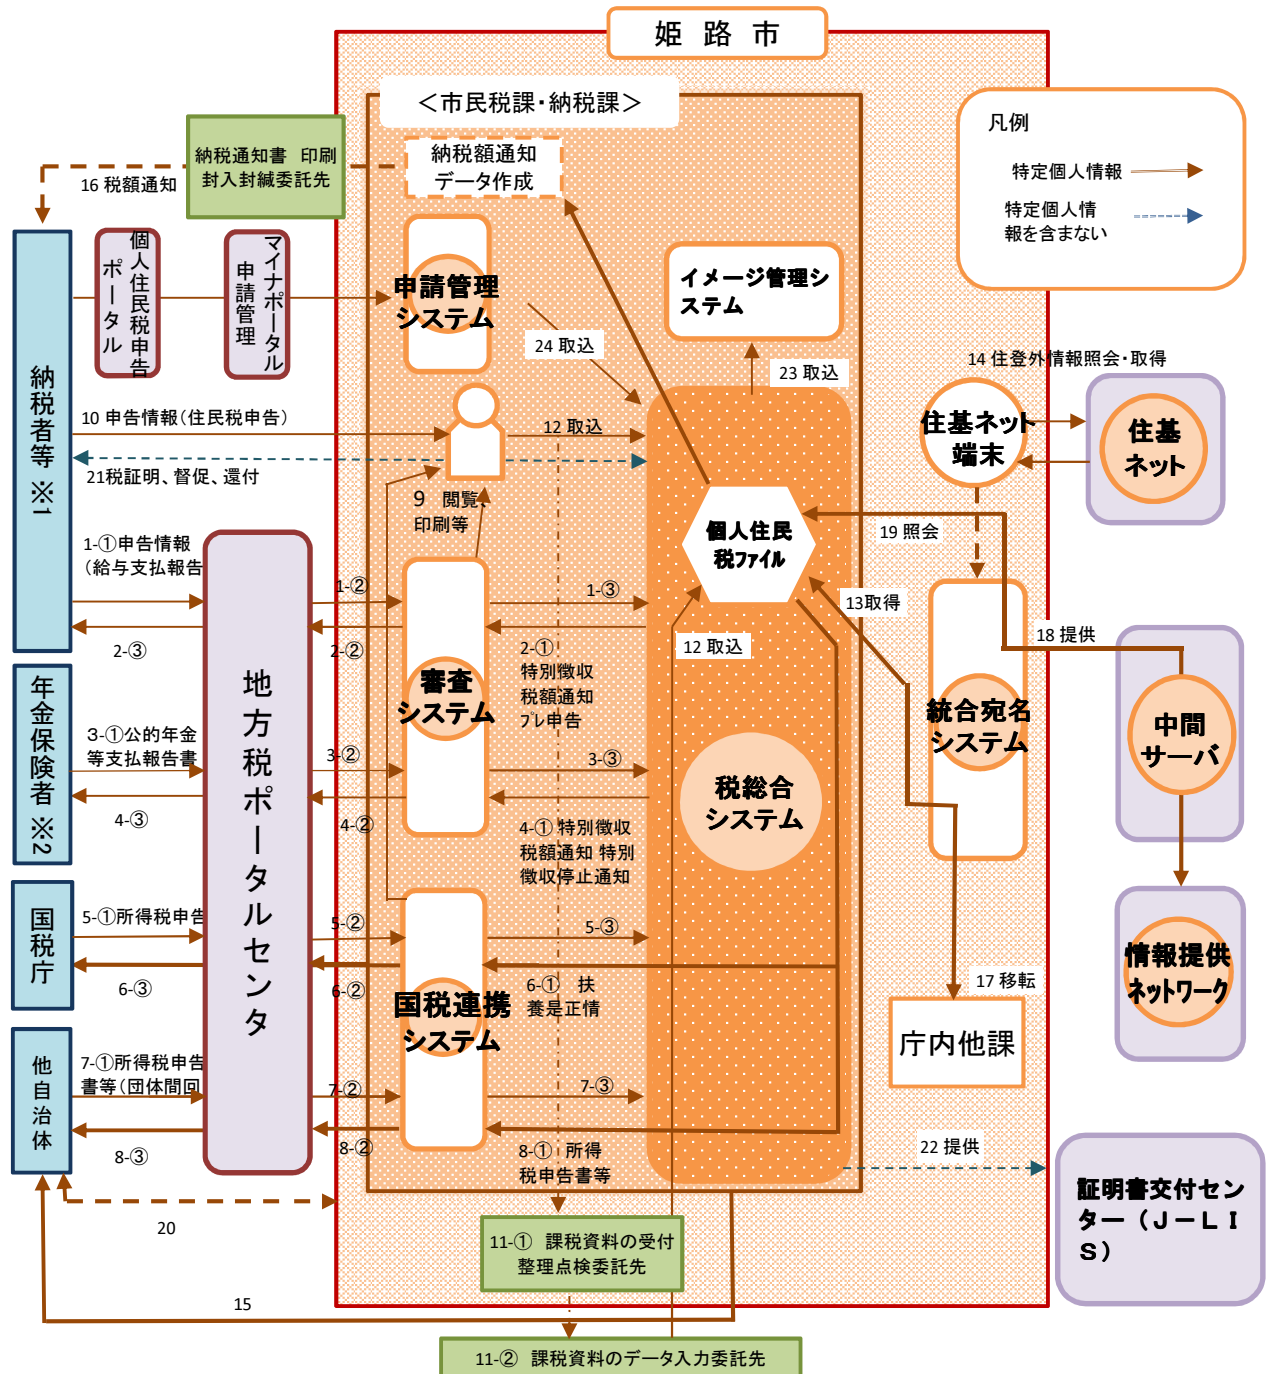 姫 路 市
＜市民税課・納税課＞
凡例
特定個人情報
特定個人情
報を含まない
納税通知書 印刷
封入封緘委託先
納税額通知
データ作成
16 税額通知
個人住民税申告
ポータル
マイナポータル
申請管理
申請管理
システム
イメージ管理シ
ステム
24 取込
23 取込
14 住登外情報照会・取得
納税者等 ※1
10 申告情報（住民税申告）
12 取込
21税証明、督促、還付
9 閲覧、
印刷等
住基ネット
端末
住基
ネット
個人住民
税ファイル
19 照会
1-①申告情報
（給与支払報告
1-②
1-③
13取得
18 提供
2-③
2-②
2-①
特別徴収
税額通知
プレ申告
12 取込
地方税ポータルセンタ
審査
システム
統合宛名
システム
中間
サーバ
年金保険者 ※2
3-①公的年金
等支払報告書
3-②
3-③
税総合
システム
4-③
4-②
4-① 特別徴収
税額通知 特別
徴収停止通知
国税庁
5-①所得税申告
5-②
5-③
情報提供
ネットワーク
6-③
6-②
6-① 扶
養是正情
国税連携
システム
17 移転
庁内他課
他自治体
7-①所得税申告
書等（団体間回
7-②
7-③
8-③
8-②
8-① 所得
税申告書等
22 提供
証明書交付セン
ター（Ｊ－ＬＩ
Ｓ）
20
11-① 課税資料の受付
整理点検委託先
15
11-② 課税資料のデータ入力委託先